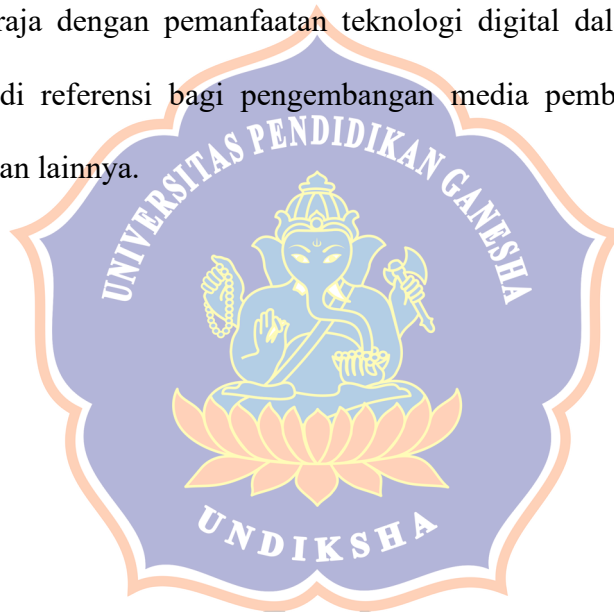 raja dengan pemanfaatan teknologi digital dal
di referensi bagi pengembangan media pemb
an lainnya.
UNIVERSITAS PENDIDIKAN GANESHA
UNDIKSHA